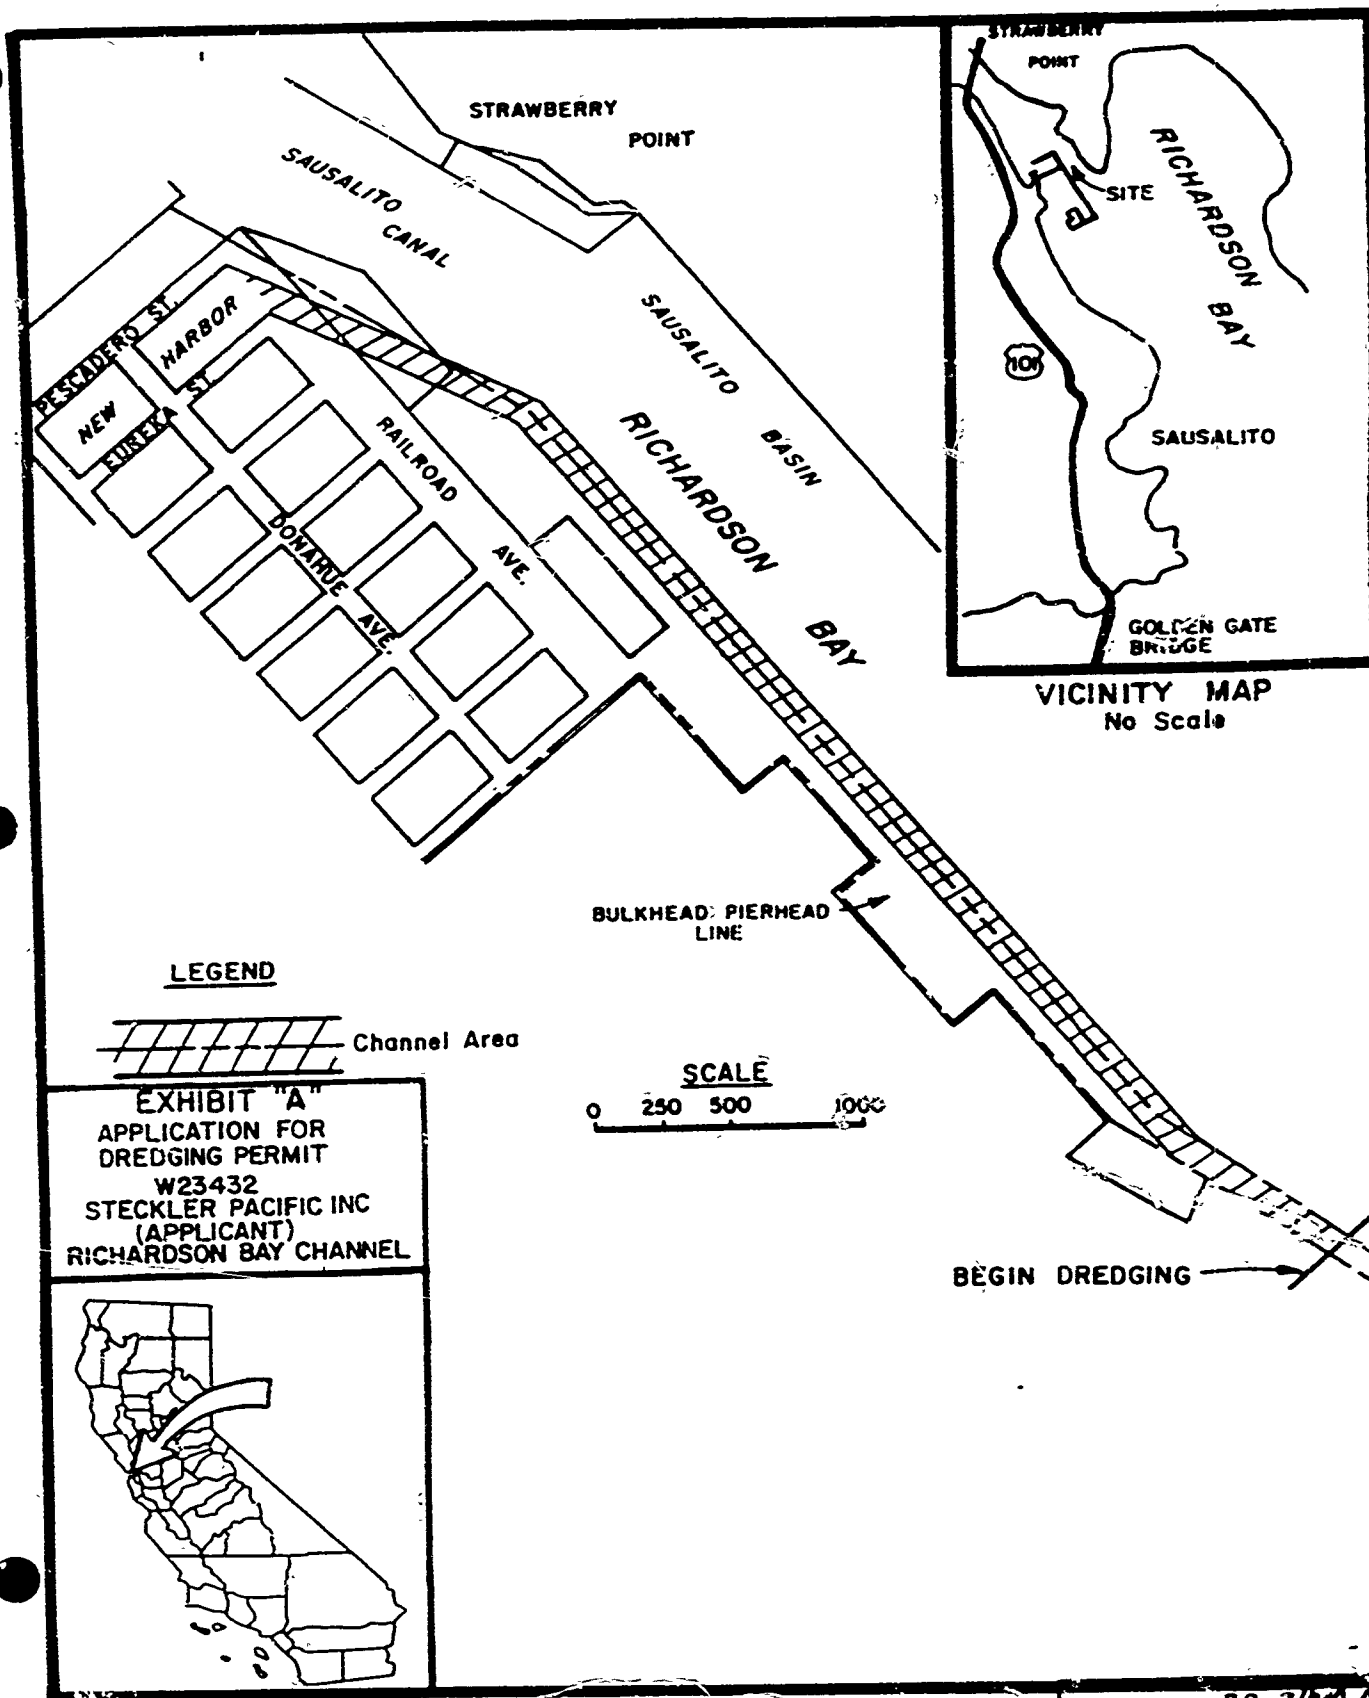 STRAWBERRY
POINT
SAUSALITO
CANAL
SAUSALITO
BASIN
RICHARDSON
BAY
PESCADERO ST.
HARBOR
NEW
EUREKA ST.
RAILROAD
AVE.
DONAHUE AVE.
BULKHEAD PIERHEAD
LINE
LEGEND
Channel Area
SCALE
0 250 500 1000
BEGIN DREDGING
EXHIBIT "A"
APPLICATION FOR
DREDGING PERMIT
W23432
STECKLER PACIFIC INC
(APPLICANT)
RICHARDSON BAY CHANNEL
STRAWBERRY
POINT
SITE
RICHARDSON
BAY
101
SAUSALITO
GOLDEN GATE
BRIDGE
VICINITY MAP
No Scale